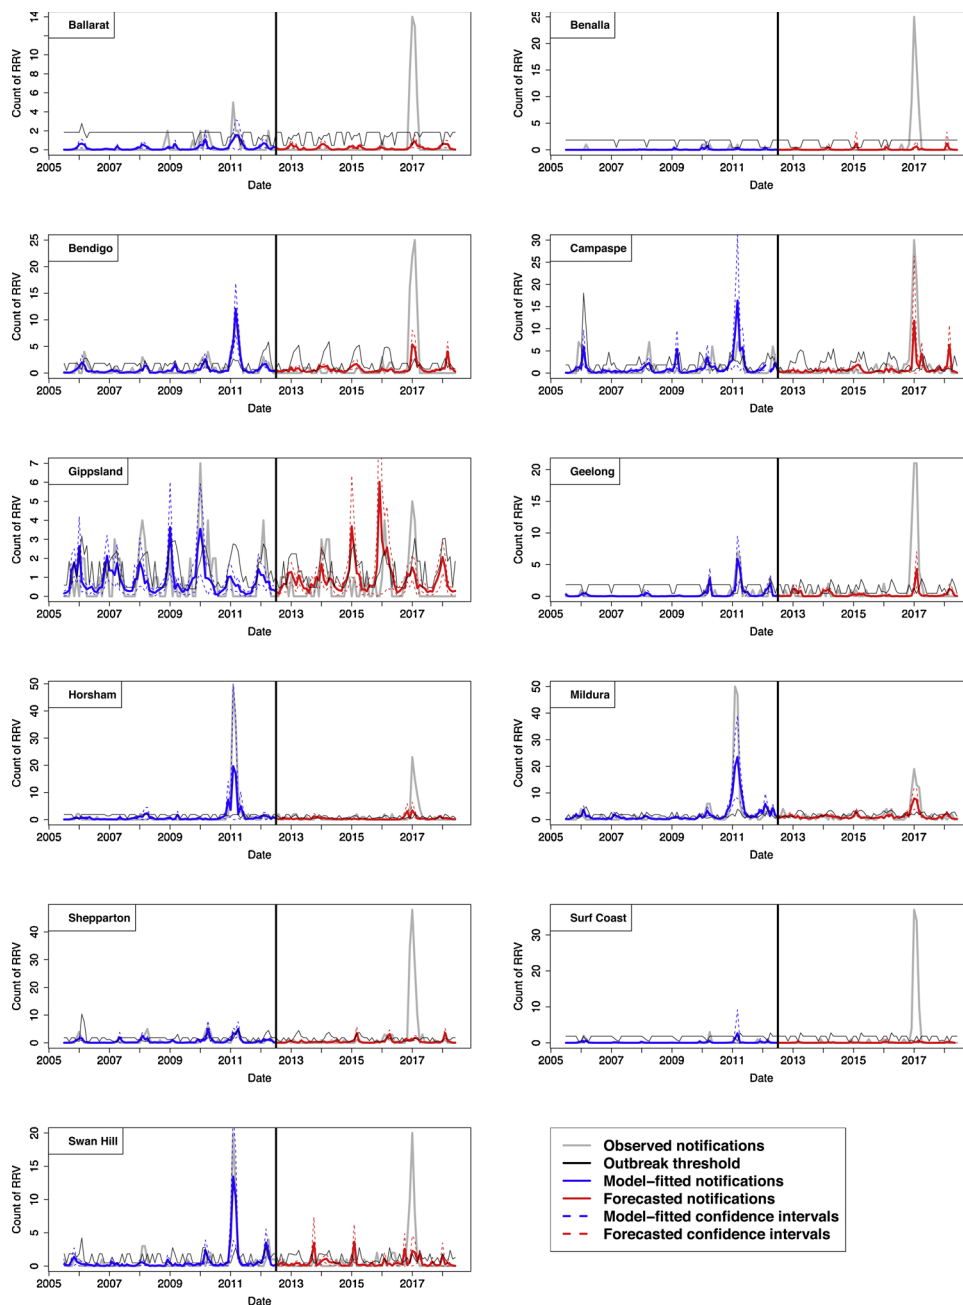 Ballarat
Count of RRV
0 2 4 6 8 10 12 14
2005 2007 2009 2011 2013 2015 2017
Date
Benalla
Count of RRV
0 5 10 15 20 25
2005 2007 2009 2011 2013 2015 2017
Date
Bendigo
Count of RRV
0 5 10 15 20 25
2005 2007 2009 2011 2013 2015 2017
Date
Campaspe
Count of RRV
0 5 10 15 20 25 30
2005 2007 2009 2011 2013 2015 2017
Date
Gippsland
Count of RRV
0 1 2 3 4 5 6 7
2005 2007 2009 2011 2013 2015 2017
Date
Geelong
Count of RRV
0 5 10 15 20
2005 2007 2009 2011 2013 2015 2017
Date
Horsham
Count of RRV
0 10 20 30 40 50
2005 2007 2009 2011 2013 2015 2017
Date
Mildura
Count of RRV
0 10 20 30 40 50
2005 2007 2009 2011 2013 2015 2017
Date
Shepparton
Count of RRV
0 10 20 30 40
2005 2007 2009 2011 2013 2015 2017
Date
Surf Coast
Count of RRV
0 10 20 30
2005 2007 2009 2011 2013 2015 2017
Date
Swan Hill
Count of RRV
0 5 10 15 20
2005 2007 2009 2011 2013 2015 2017
Date
Observed notifications
Outbreak threshold
Model−fitted notifications
Forecasted notifications
Model−fitted confidence intervals
Forecasted confidence intervals